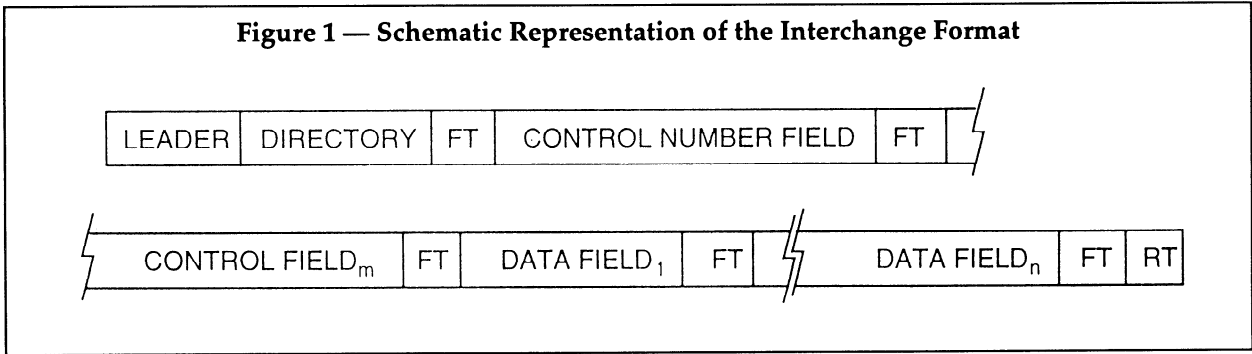 Figure 1 — Schematic Representation of the Interchange Format
LEADER DIRECTORY FT CONTROL NUMBER FIELD FT
CONTROL FIELDm FT DATA FIELD1 FT DATA FIELDn FT RT